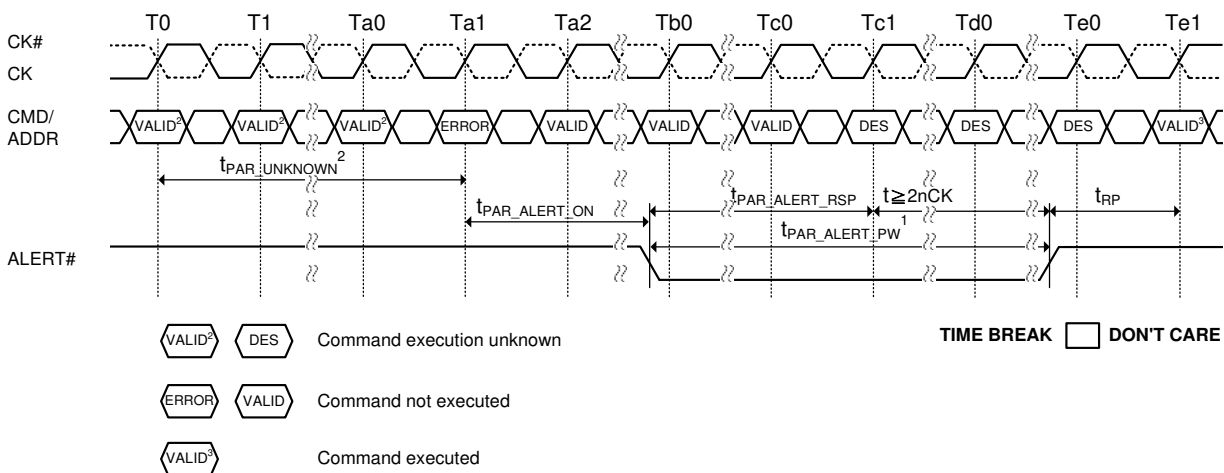 T0 T1 Ta0 Ta1 Ta2 Tb0 Tc0 Tc1 Td0 Te0 Te1
CK#
CK
CMD/
ADDR
VALID² VALID² VALID² ERROR VALID VALID VALID DES DES DES VALID³
tPAR_UNKNOWN²
tPAR_ALERT_ON
tPAR_ALERT_RSP
t≧2nCK
tRP
tPAR_ALERT_PW¹
ALERT#
VALID² DES Command execution unknown
TIME BREAK DON'T CARE
ERROR VALID Command not executed
VALID³ Command executed